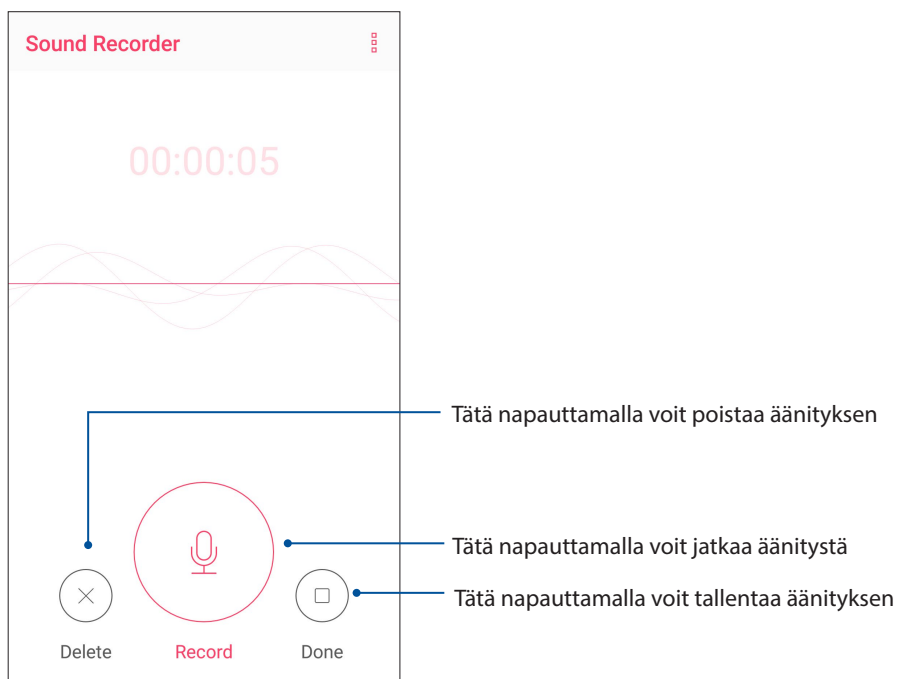 Sound Recorder
00:00:05
Tätä napauttamalla voit poistaa äänityksen
Tätä napauttamalla voit jatkaa äänitystä
Tätä napauttamalla voit tallentaa äänityksen
Delete
Record
Done